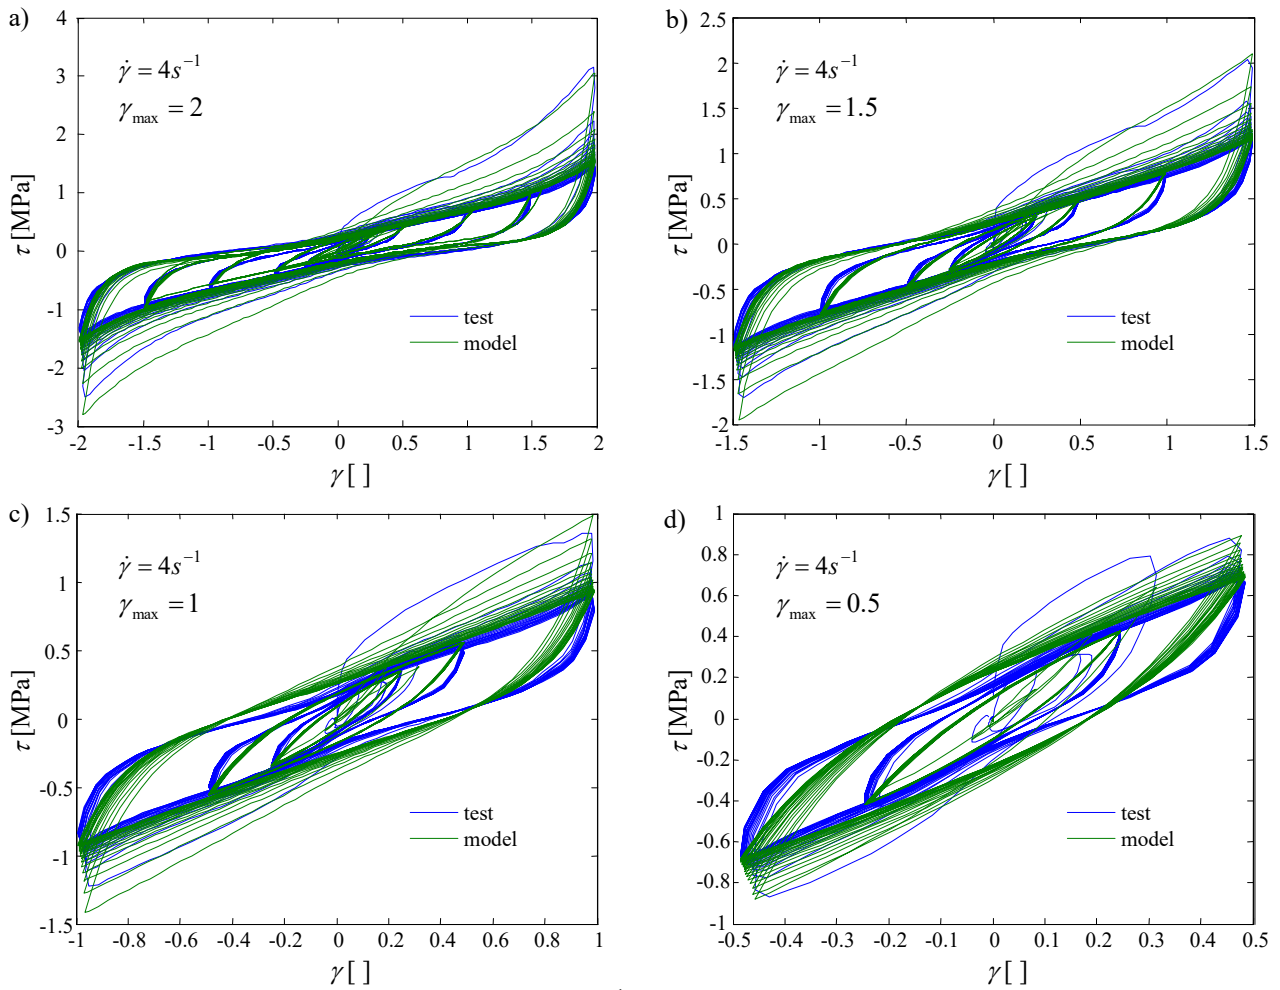 a)
γ̇ = 4s⁻¹
γmax = 2
τ [MPa]
4
3
2
1
0
-1
-2
-3
test
model
-2 -1.5 -1 -0.5 0 0.5 1 1.5 2
γ [ ]
b)
γ̇ = 4s⁻¹
γmax = 1.5
τ [MPa]
2.5
2
1.5
1
0.5
0
-0.5
-1
-1.5
-2
test
model
-1.5 -1 -0.5 0 0.5 1 1.5
γ [ ]
c)
γ̇ = 4s⁻¹
γmax = 1
τ [MPa]
1.5
1
0.5
0
-0.5
-1
-1.5
test
model
-1 -0.8 -0.6 -0.4 -0.2 0 0.2 0.4 0.6 0.8 1
γ [ ]
d)
γ̇ = 4s⁻¹
γmax = 0.5
τ [MPa]
1
0.8
0.6
0.4
0.2
0
-0.2
-0.4
-0.6
-0.8
-1
test
model
-0.5 -0.4 -0.3 -0.2 -0.1 0 0.1 0.2 0.3 0.4 0.5
γ [ ]